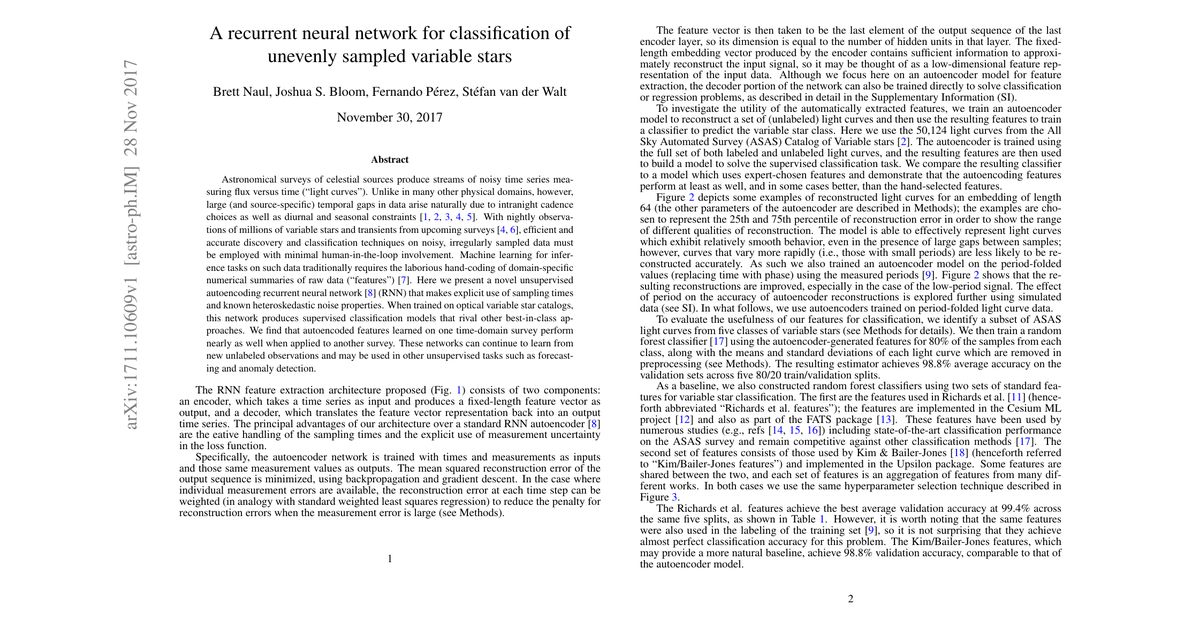 arXiv:1711.10609v1 [astro-ph.IM] 28 Nov 2017
A recurrent neural network for classification of
unevenly sampled variable stars
Brett Naul, Joshua S. Bloom, Fernando Pérez, Stéfan van der Walt
November 30, 2017
Abstract
Astronomical surveys of celestial sources produce streams of noisy time series mea-
suring flux versus time (“light curves”). Unlike in many other physical domains, however,
large (and source-specific) temporal gaps in data arise naturally due to intranight cadence
choices as well as diurnal and seasonal constraints [1, 2, 3, 4, 5]. With nightly observa-
tions of millions of variable stars and transients from upcoming surveys [4, 6], efficient and
accurate discovery and classification techniques on noisy, irregularly sampled data must
be employed with minimal human-in-the-loop involvement. Machine learning for infer-
ence tasks on such data traditionally requires the laborious hand-coding of domain-specific
numerical summaries of raw data (“features”) [7]. Here we present a novel unsupervised
autoencoding recurrent neural network [8] (RNN) that makes explicit use of sampling times
and known heteroskedastic noise properties. When trained on optical variable star catalogs,
this network produces supervised classification models that rival other best-in-class ap-
proaches. We find that autoencoded features learned on one time-domain survey perform
nearly as well when applied to another survey. These networks can continue to learn from
new unlabeled observations and may be used in other unsupervised tasks such as forecast-
ing and anomaly detection.
The RNN feature extraction architecture proposed (Fig. 1) consists of two components:
an encoder, which takes a time series as input and produces a fixed-length feature vector as
output, and a decoder, which translates the feature vector representation back into an output
time series. The principal advantages of our architecture over a standard RNN autoencoder [8]
are the eative handling of the sampling times and the explicit use of measurement uncertainty
in the loss function.
Specifically, the autoencoder network is trained with times and measurements as inputs
and those same measurement values as outputs. The mean squared reconstruction error of the
output sequence is minimized, using backpropagation and gradient descent. In the case where
individual measurement errors are available, the reconstruction error at each time step can be
weighted (in analogy with standard weighted least squares regression) to reduce the penalty for
reconstruction errors when the measurement error is large (see Methods).
1
The feature vector is then taken to be the last element of the output sequence of the last
encoder layer, so its dimension is equal to the number of hidden units in that layer. The fixed-
length embedding vector produced by the encoder contains sufficient information to approxi-
mately reconstruct the input signal, so it may be thought of as a low-dimensional feature rep-
resentation of the input data. Although we focus here on an autoencoder model for feature
extraction, the decoder portion of the network can also be trained directly to solve classification
or regression problems, as described in detail in the Supplementary Information (SI).
To investigate the utility of the automatically extracted features, we train an autoencoder
model to reconstruct a set of (unlabeled) light curves and then use the resulting features to train
a classifier to predict the variable star class. Here we use the 50,124 light curves from the All
Sky Automated Survey (ASAS) Catalog of Variable stars [2]. The autoencoder is trained using
the full set of both labeled and unlabeled light curves, and the resulting features are then used
to build a model to solve the supervised classification task. We compare the resulting classifier
to a model which uses expert-chosen features and demonstrate that the autoencoding features
perform at least as well, and in some cases better, than the hand-selected features.
Figure 2 depicts some examples of reconstructed light curves for an embedding of length
64 (the other parameters of the autoencoder are described in Methods); the examples are cho-
sen to represent the 25th and 75th percentile of reconstruction error in order to show the range
of different qualities of reconstruction. The model is able to effectively represent light curves
which exhibit relatively smooth behavior, even in the presence of large gaps between samples;
however, curves that vary more rapidly (i.e., those with small periods) are less likely to be re-
constructed accurately. As such we also trained an autoencoder model on the period-folded
values (replacing time with phase) using the measured periods [9]. Figure 2 shows that the re-
sulting reconstructions are improved, especially in the case of the low-period signal. The effect
of period on the accuracy of autoencoder reconstructions is explored further using simulated
data (see SI). In what follows, we use autoencoders trained on period-folded light curve data.
To evaluate the usefulness of our features for classification, we identify a subset of ASAS
light curves from five classes of variable stars (see Methods for details). We then train a random
forest classifier [17] using the autoencoder-generated features for 80% of the samples from each
class, along with the means and standard deviations of each light curve which are removed in
preprocessing (see Methods). The resulting estimator achieves 98.8% average accuracy on the
validation sets across five 80/20 train/validation splits.
As a baseline, we also constructed random forest classifiers using two sets of standard fea-
tures for variable star classification. The first are the features used in Richards et al. [11] (hence-
forth abbreviated “Richards et al. features”); the features are implemented in the Cesium ML
project [12] and also as part of the FATS package [13]. These features have been used by
numerous studies (e.g., refs [14, 15, 16]) including state-of-the-art classification performance
on the ASAS survey and remain competitive against other classification methods [17]. The
second set of features consists of those used by Kim & Bailer-Jones [18] (henceforth referred
to “Kim/Bailer-Jones features”) and implemented in the Upsilon package. Some features are
shared between the two, and each set of features is an aggregation of features from many dif-
ferent works. In both cases we use the same hyperparameter selection technique described in
Figure 3.
The Richards et al. features achieve the best average validation accuracy at 99.4% across
the same five splits, as shown in Table 1. However, it is worth noting that the same features
were also used in the labeling of the training set [9], so it is not surprising that they achieve
almost perfect classification accuracy for this problem. The Kim/Bailer-Jones features, which
may provide a more natural baseline, achieve 98.8% validation accuracy, comparable to that of
the autoencoder model.
2